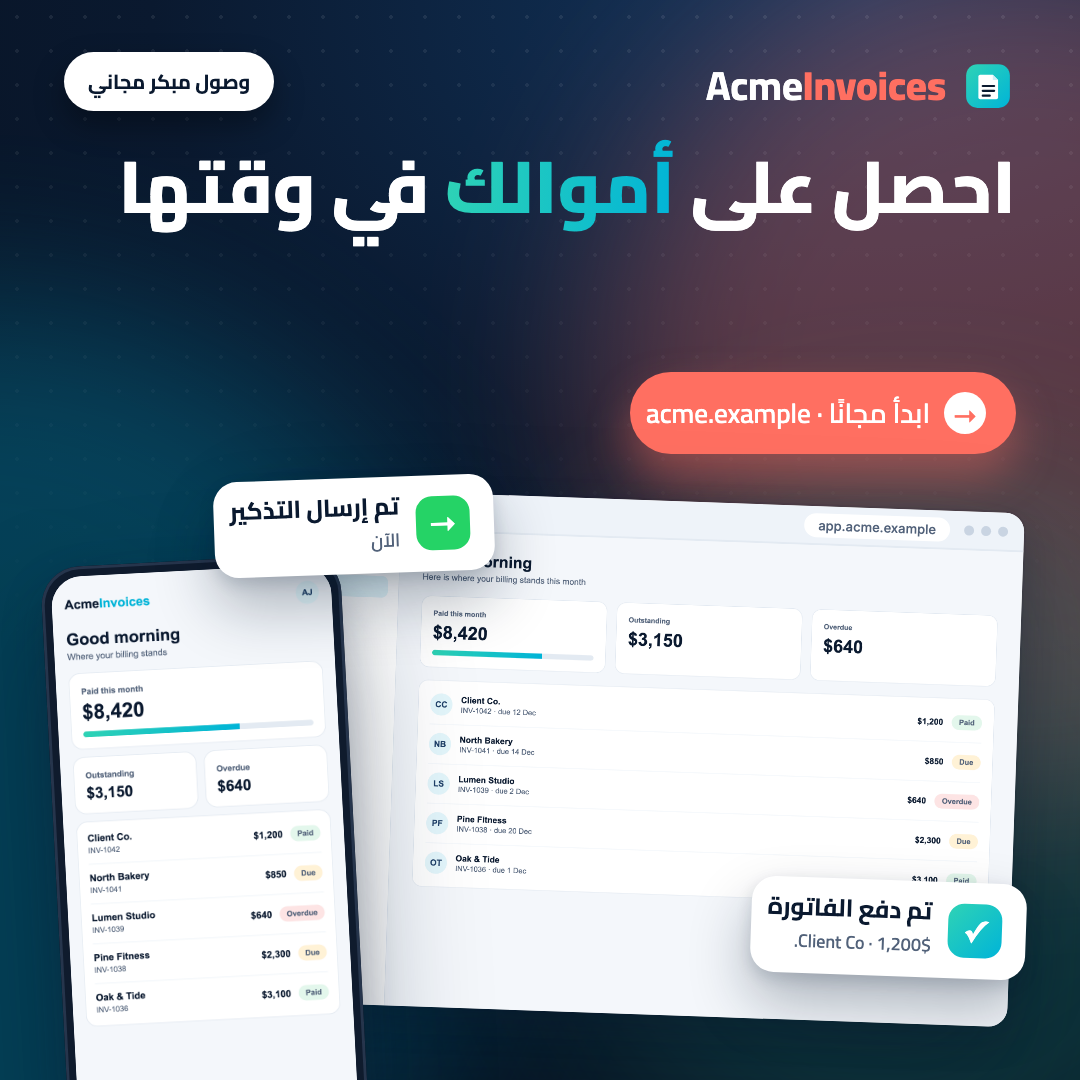 AcmeInvoices
وصول مبكر مجاني
احصل على أموالك في وقتها
ابدأ مجانًا · acme.example
تم إرسال التذكير
الآن
app.acme.example
orning
Here is where your billing stands this month
Paid this month
$8,420
Outstanding
$3,150
Overdue
$640
CC
Client Co.
INV-1042 · due 12 Dec
$1,200
Paid
NB
North Bakery
INV-1041 · due 14 Dec
$850
Due
LS
Lumen Studio
INV-1039 · due 2 Dec
$640
Overdue
PF
Pine Fitness
INV-1038 · due 20 Dec
$2,300
Due
OT
Oak & Tide
INV-1036 · due 1 Dec
$3,100
Paid
تم دفع الفاتورة
Client Co · 1,200$.
AcmeInvoices
AJ
Good morning
Where your billing stands
Paid this month
$8,420
Outstanding
$3,150
Overdue
$640
Client Co.
INV-1042
$1,200
Paid
North Bakery
INV-1041
$850
Due
Lumen Studio
INV-1039
$640
Overdue
Pine Fitness
INV-1038
$2,300
Due
Oak & Tide
INV-1036
$3,100
Paid